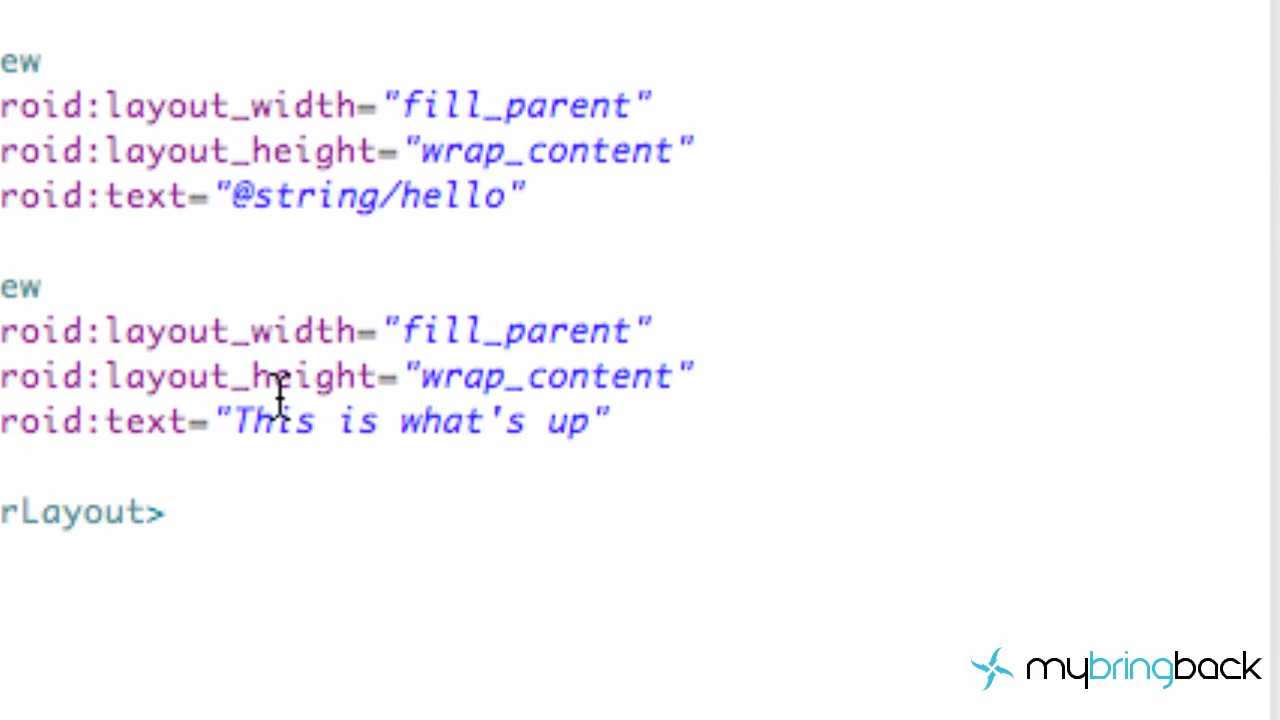 ew
roid:layout_width="fill_parent"
roid:layout_height="wrap_content"
roid:text="@string/hello"
ew
roid:layout_width="fill_parent"
roid:layout_height="wrap_content"
roid:text="This is what's up"
rLayout>
mybringback